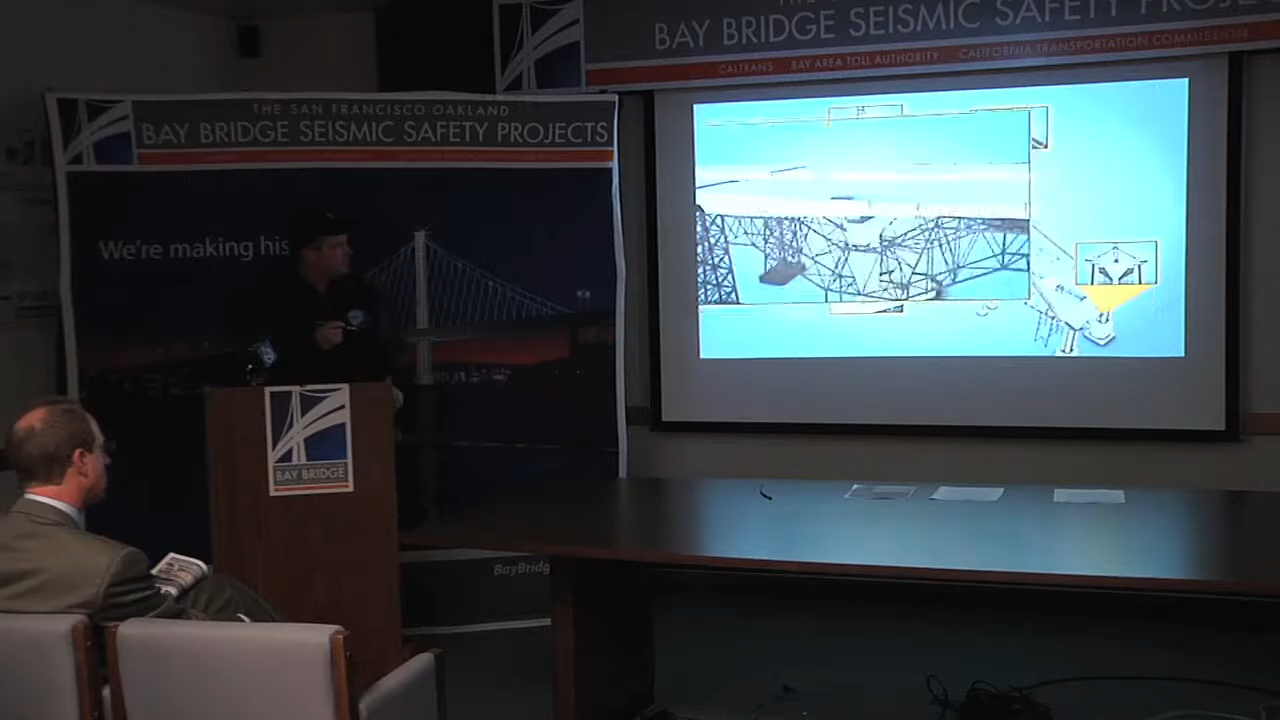 BAY BRIDGE SEISMIC SAFETY PROJE
CALTRANS BAY AREA TOLL AUTHORITY CALIFORNIA TRANSPORTATION COMMISSION
THE SAN FRANCISCO-OAKLAND
BAY BRIDGE SEISMIC SAFETY PROJECTS
We're making his
BAY BRIDGE
BayBridg